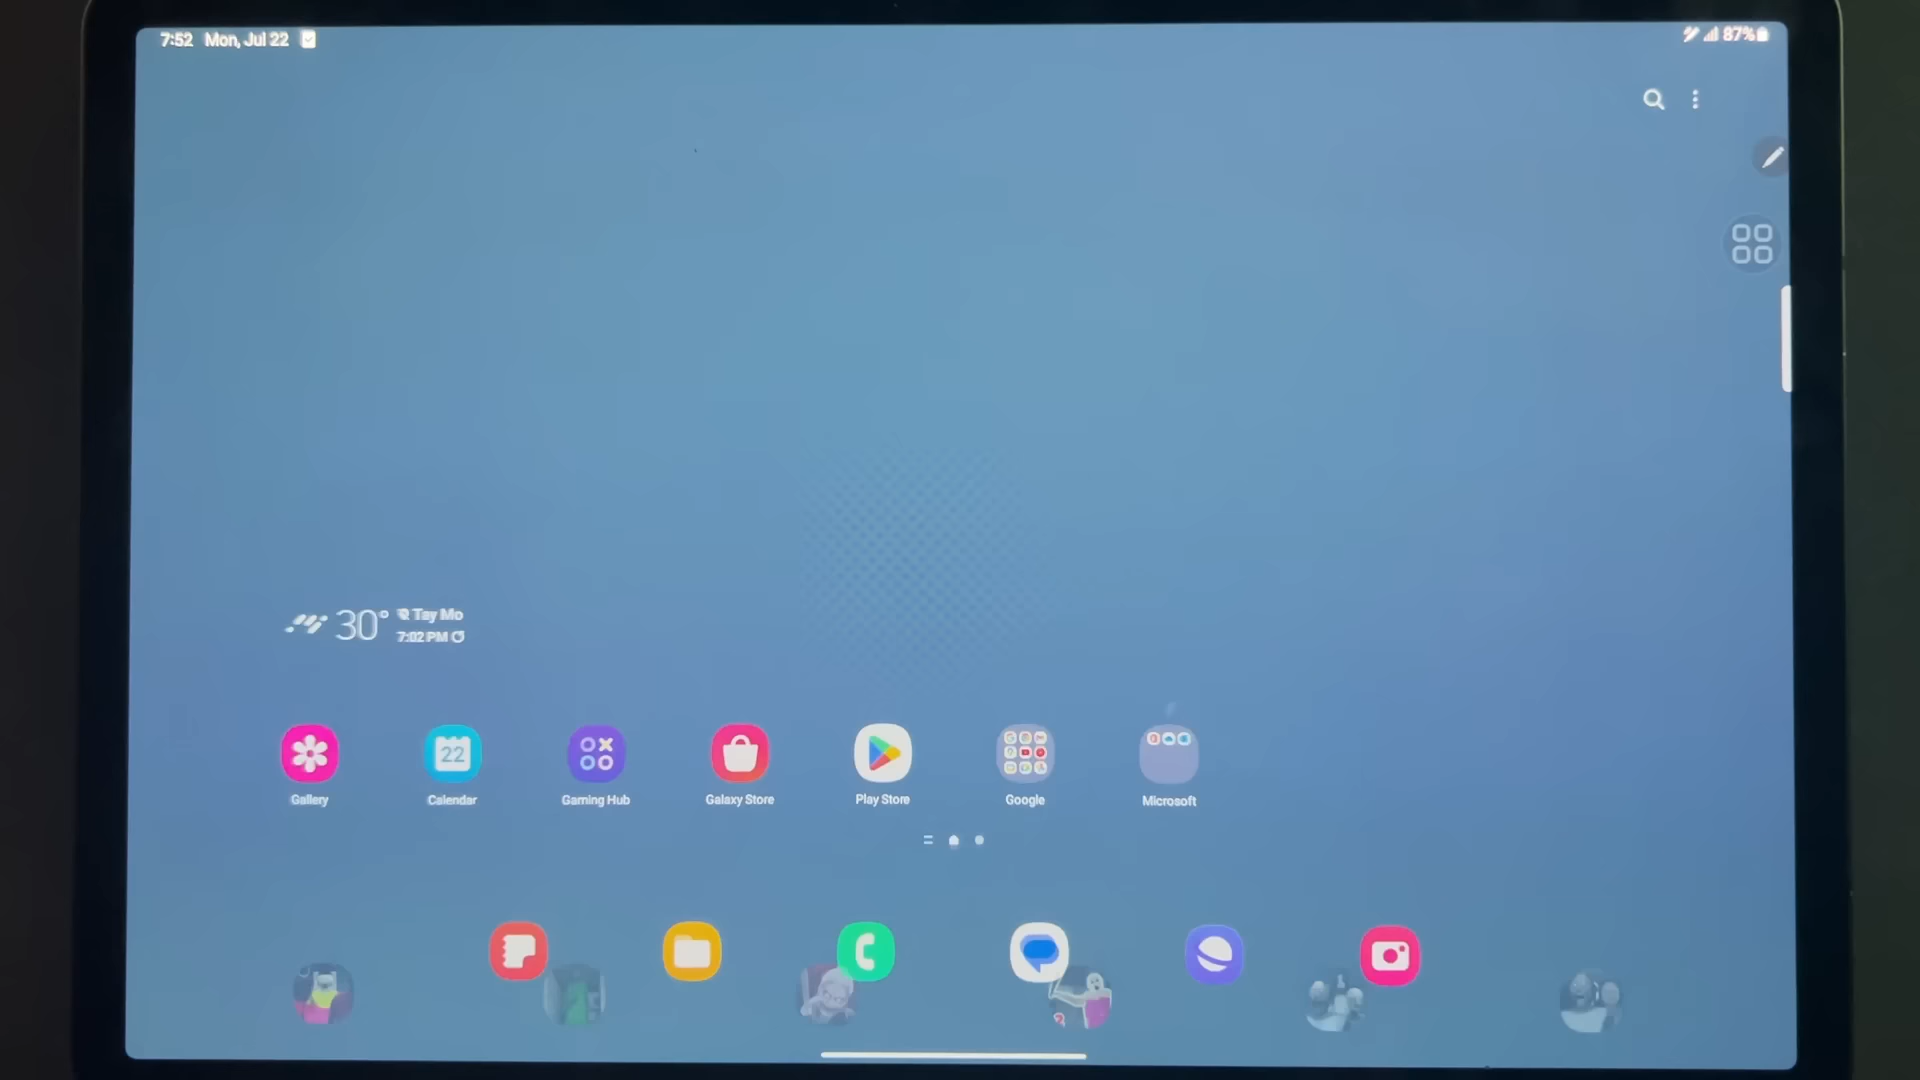 7:52 Mon, Jul 22
87%
30° Tay Mo
7:02 PM
22
Gallery
Calendar
Gaming Hub
Galaxy Store
Play Store
Google
Microsoft